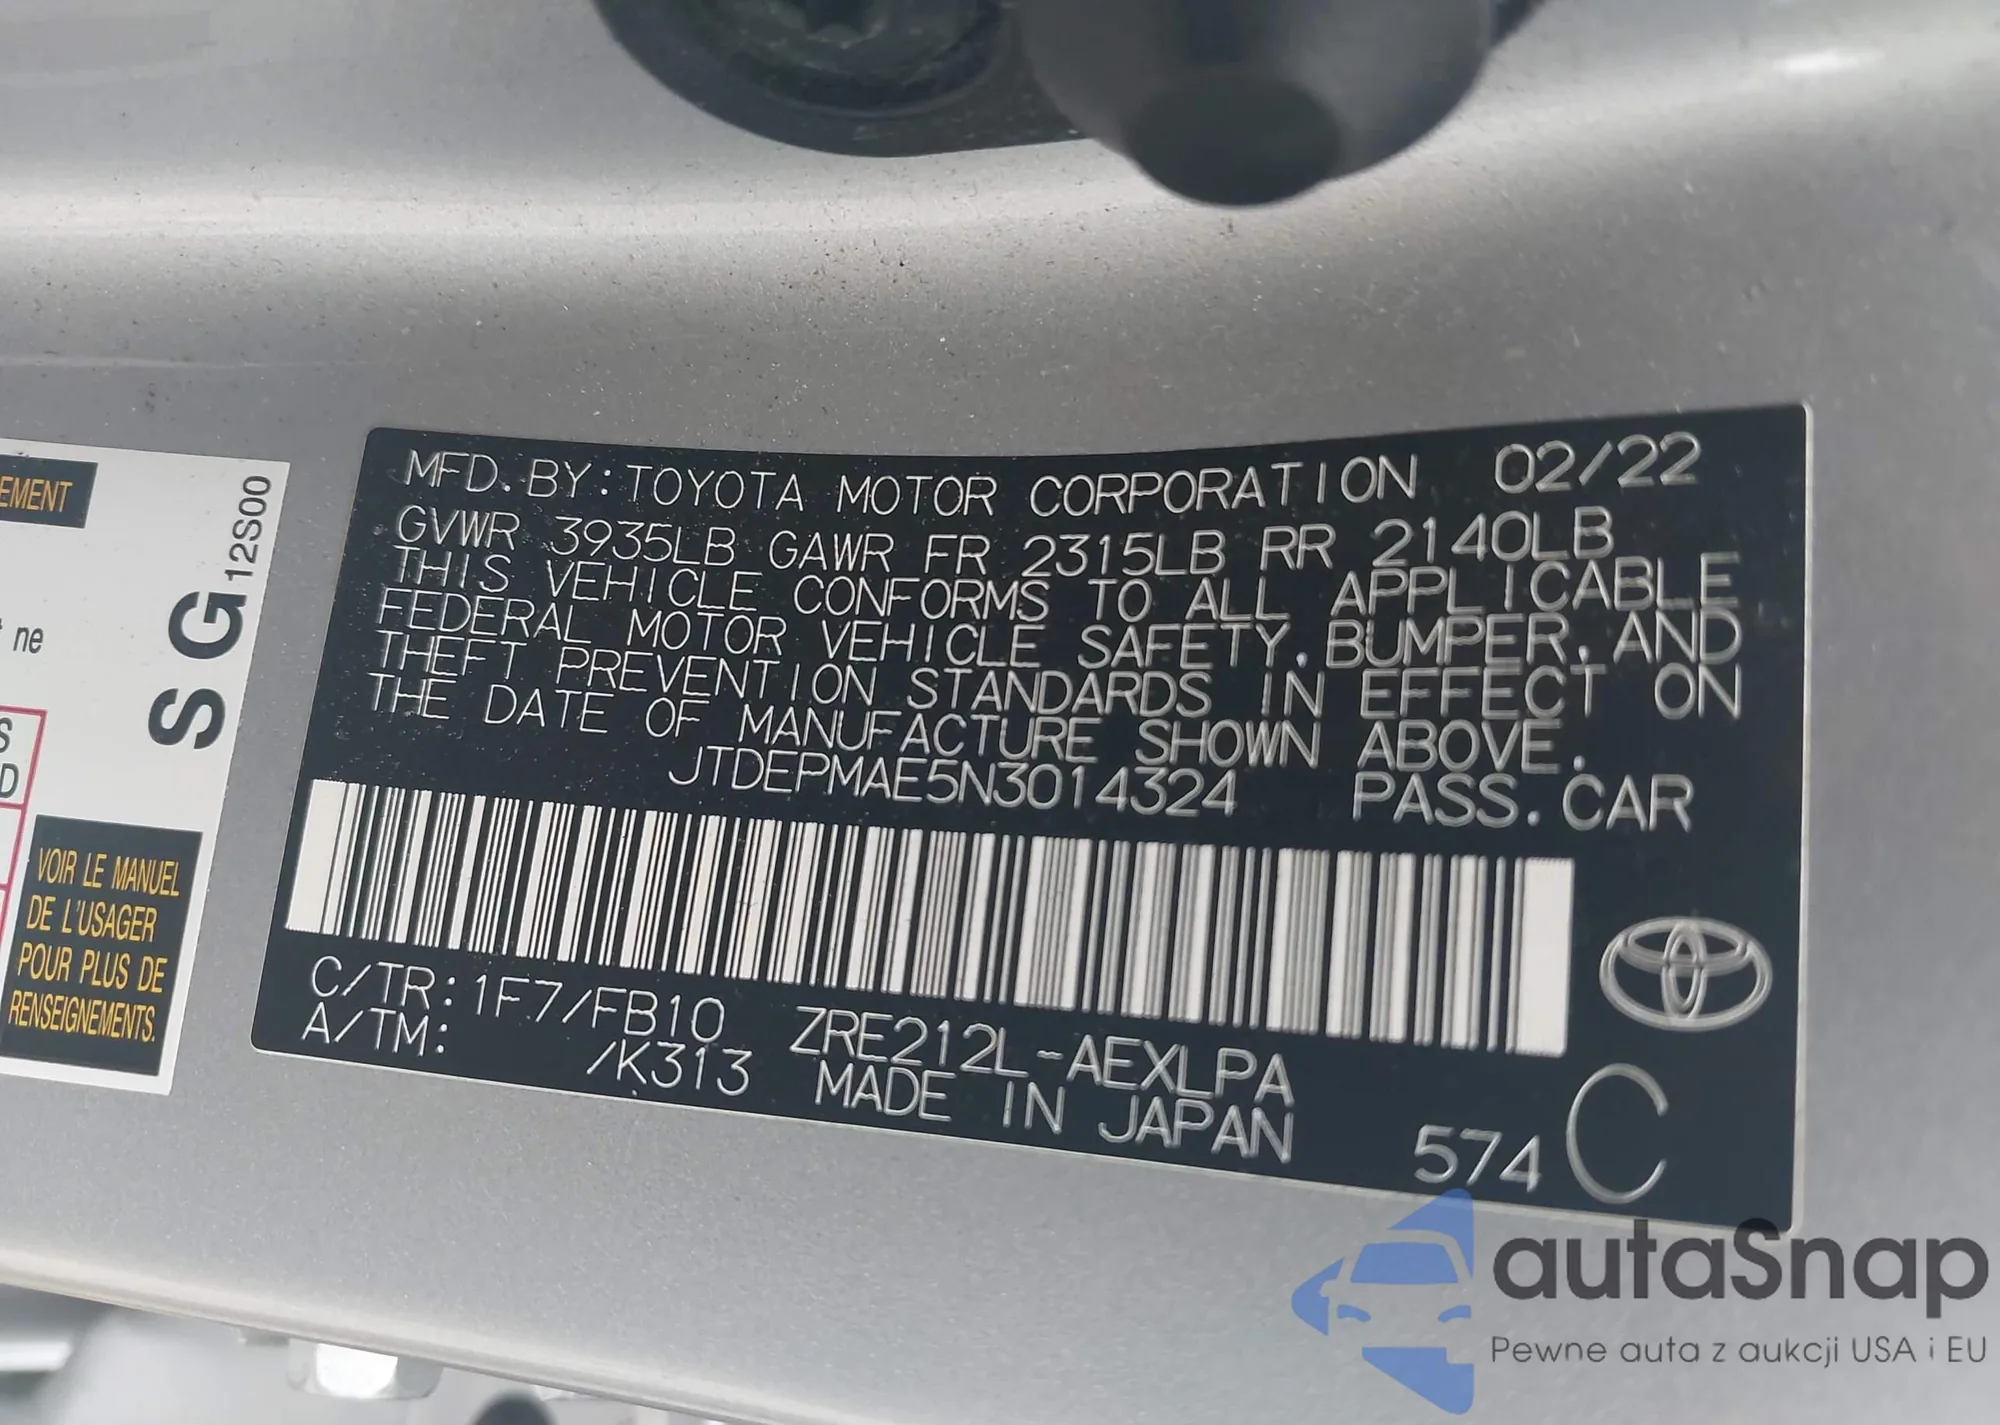 EMENT
ne
S
D
SG12S00
VOIR LE MANUEL
DE L'USAGER
POUR PLUS DE
RENSEIGNEMENTS.
MFD. BY: TOYOTA MOTOR CORPORATION 02/22
GVWR 3935LB GAWR FR 2315LB RR 2140LB
THIS VEHICLE CONFORMS TO ALL APPLICABLE
FEDERAL MOTOR VEHICLE SAFETY, BUMPER, AND
THEFT PREVENTION STANDARDS IN EFFECT ON
THE DATE OF MANUFACTURE SHOWN ABOVE.
JTDEPMAE5N3014324 PASS. CAR
C/TR: 1F7/FB10 ZRE212L-AEXLPA
A/TM: /K313 MADE IN JAPAN
574 C
autaSnap
Pewne auta z aukcji USA i EU